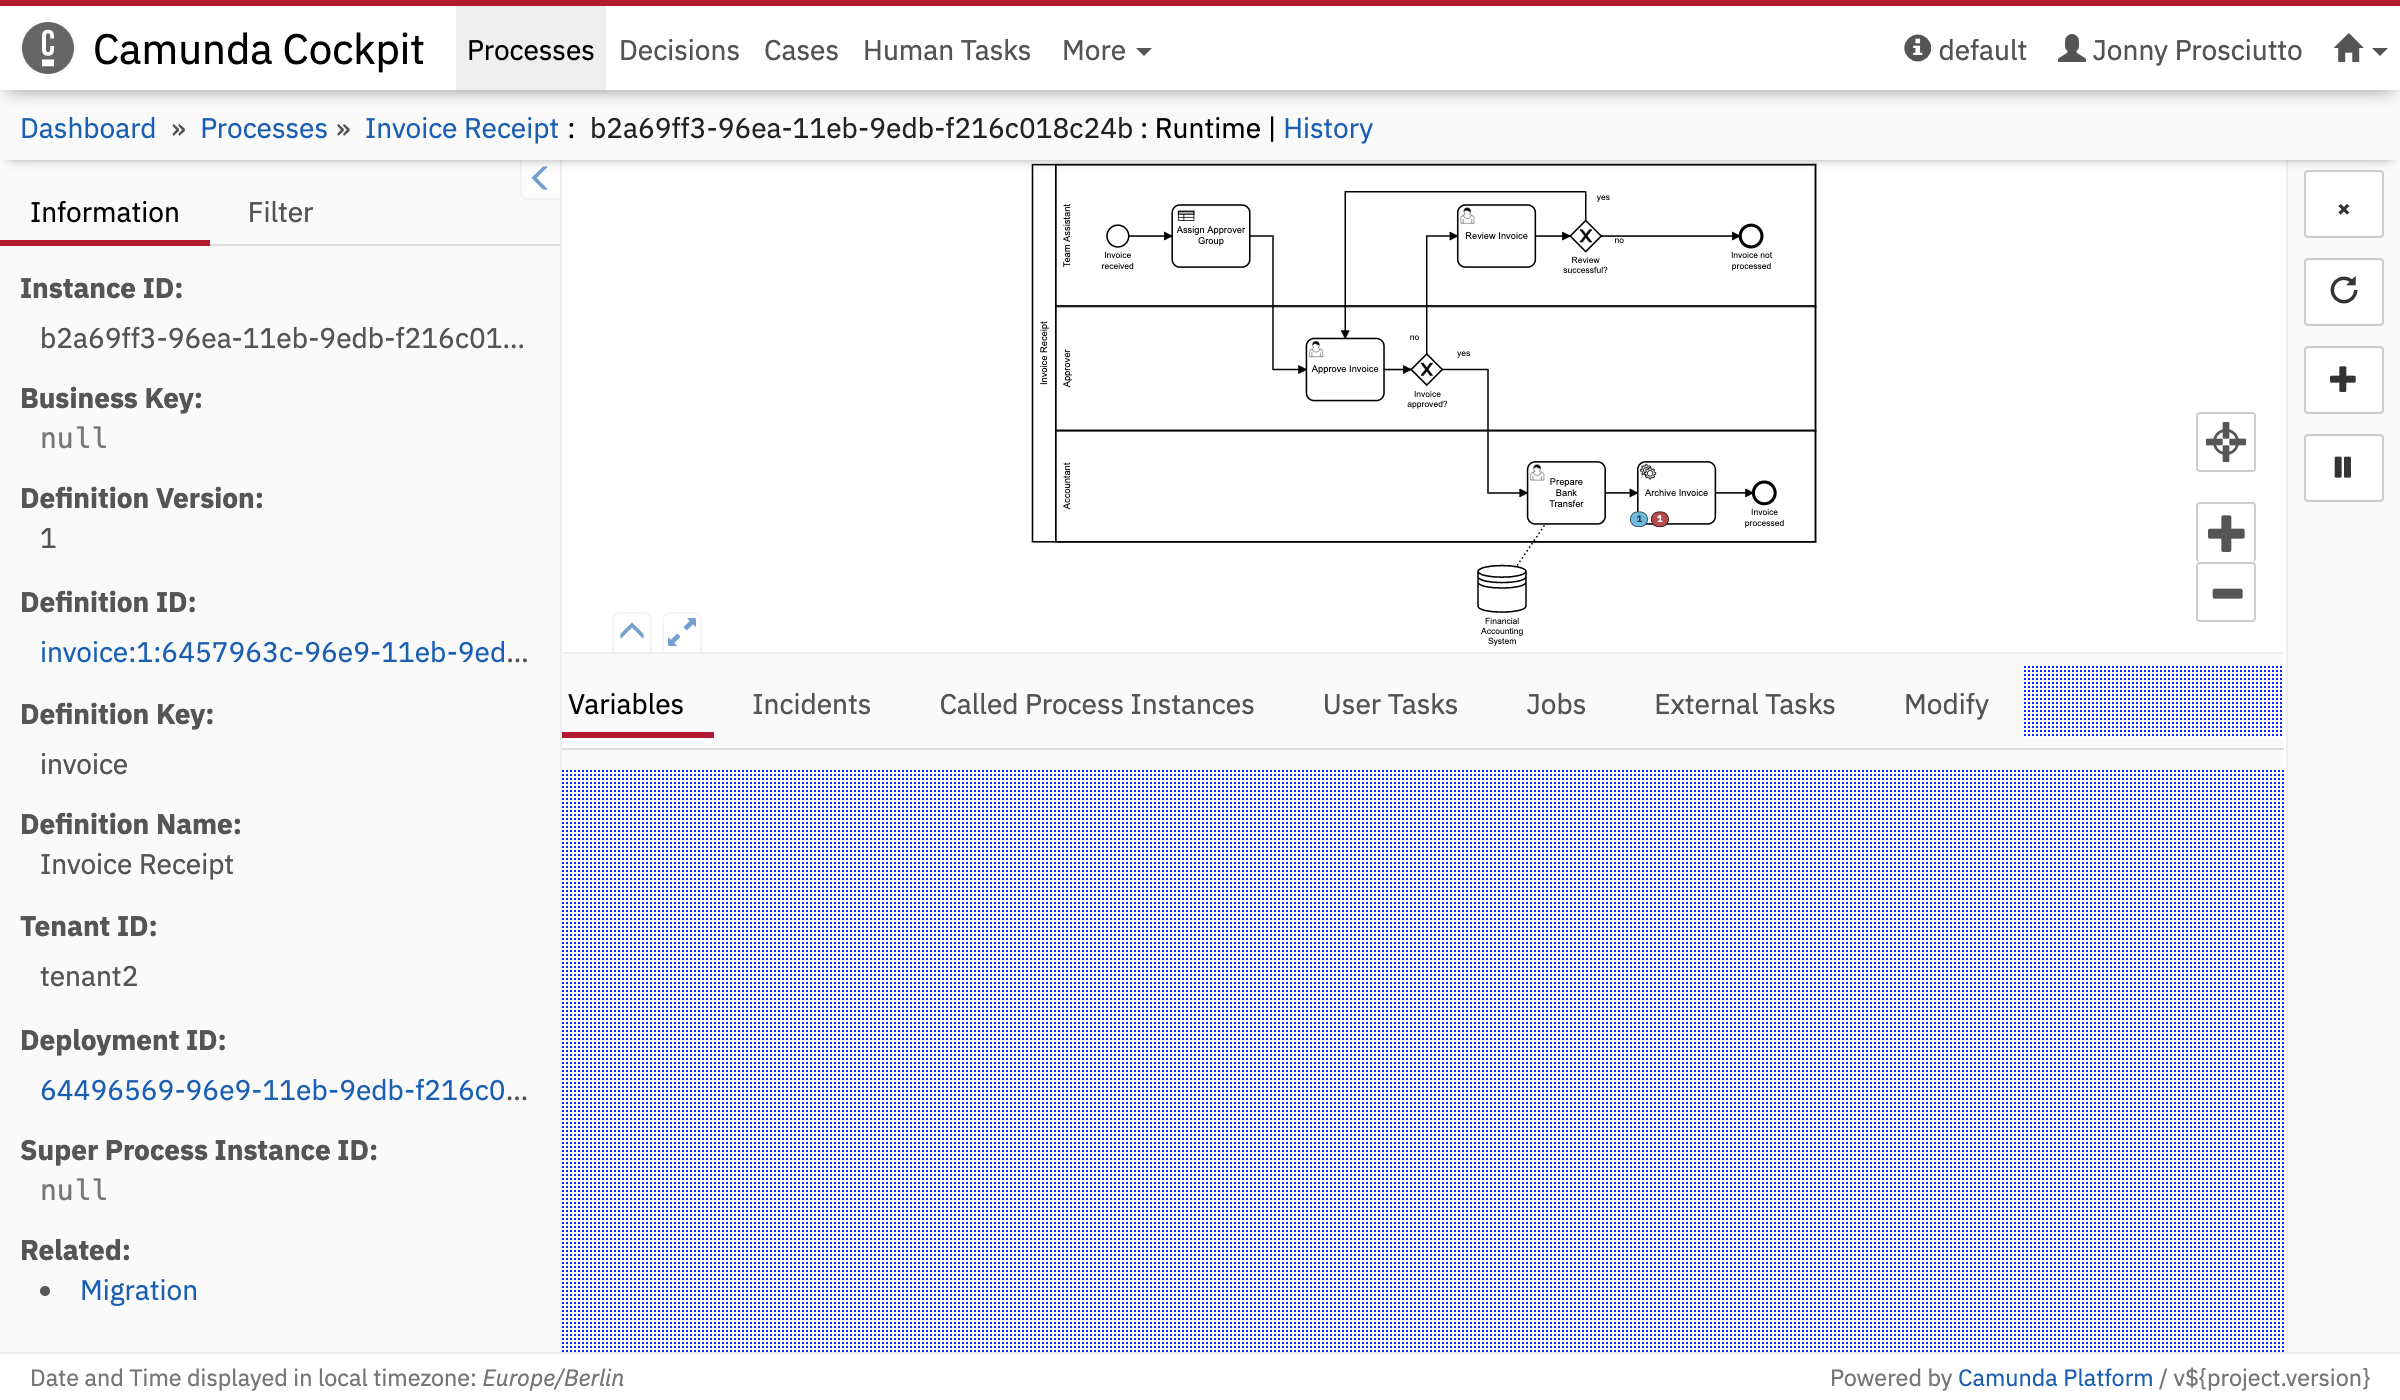 Camunda Cockpit Processes Decisions Cases Human Tasks More default Jonny Prosciutto
Dashboard » Processes » Invoice Receipt : b2a69ff3-96ea-11eb-9edb-f216c018c24b : Runtime | History
Information Filter
Instance ID:
b2a69ff3-96ea-11eb-9edb-f216c01...
Business Key:
null
Definition Version:
1
Definition ID:
invoice:1:6457963c-96e9-11eb-9ed...
Definition Key:
invoice
Definition Name:
Invoice Receipt
Tenant ID:
tenant2
Deployment ID:
64496569-96e9-11eb-9edb-f216c0...
Super Process Instance ID:
null
Related:
• Migration
Invoice Receipt
Team Assistant
Invoice
received
Assign Approver
Group
Review Invoice
yes
no
Review
successful?
Invoice not
processed
Approver
Approve Invoice
no
yes
Invoice
approved?
Accountant
Prepare
Bank
Transfer
Archive Invoice
1 1
Invoice
processed
Financial
Accounting
System
Variables Incidents Called Process Instances User Tasks Jobs External Tasks Modify
Date and Time displayed in local timezone: Europe/Berlin
Powered by Camunda Platform / v${project.version}